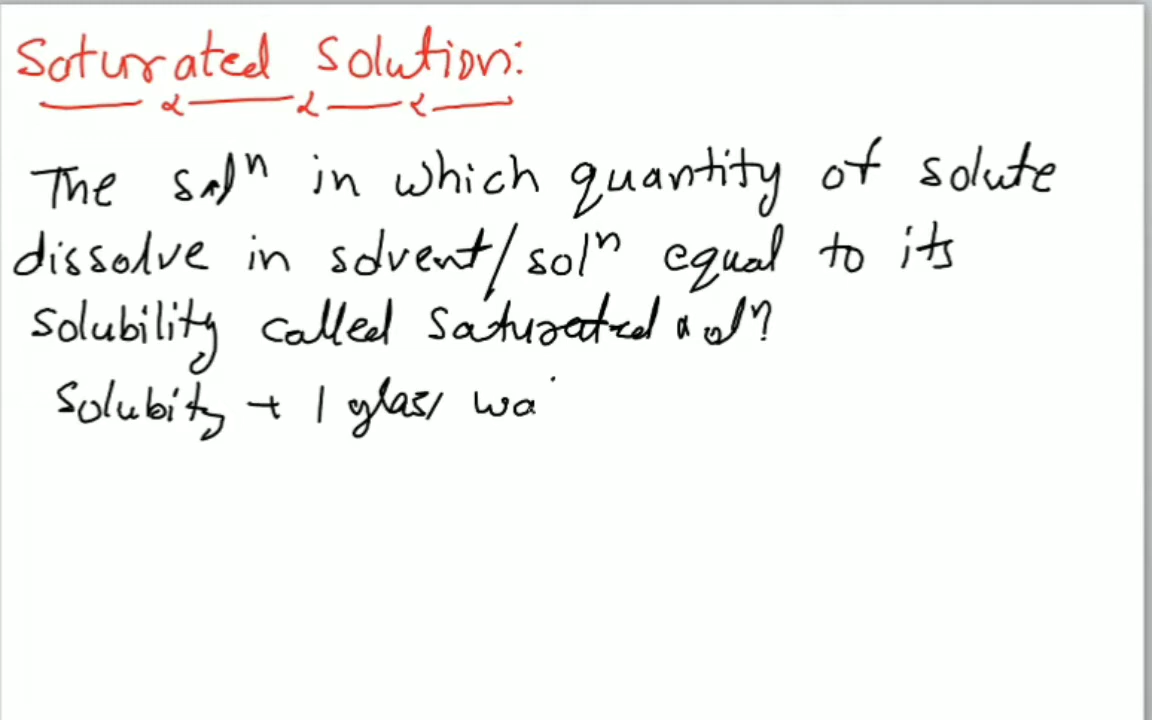 Saturated Solution:
The solⁿ in which quantity of solute
dissolve in solvent/solⁿ equal to its
solubility called saturated solⁿ
Solubity → 1 glass wa